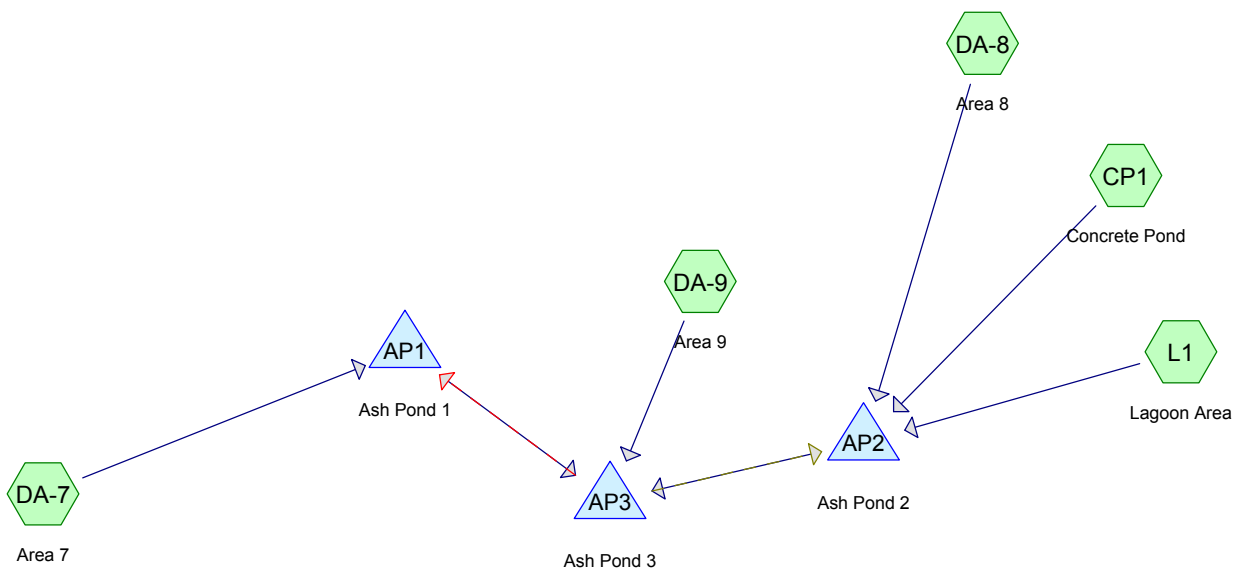 DA-8
Area 8
CP1
Concrete Pond
DA-9
Area 9
L1
Lagoon Area
AP1
Ash Pond 1
AP2
Ash Pond 2
DA-7
Area 7
AP3
Ash Pond 3